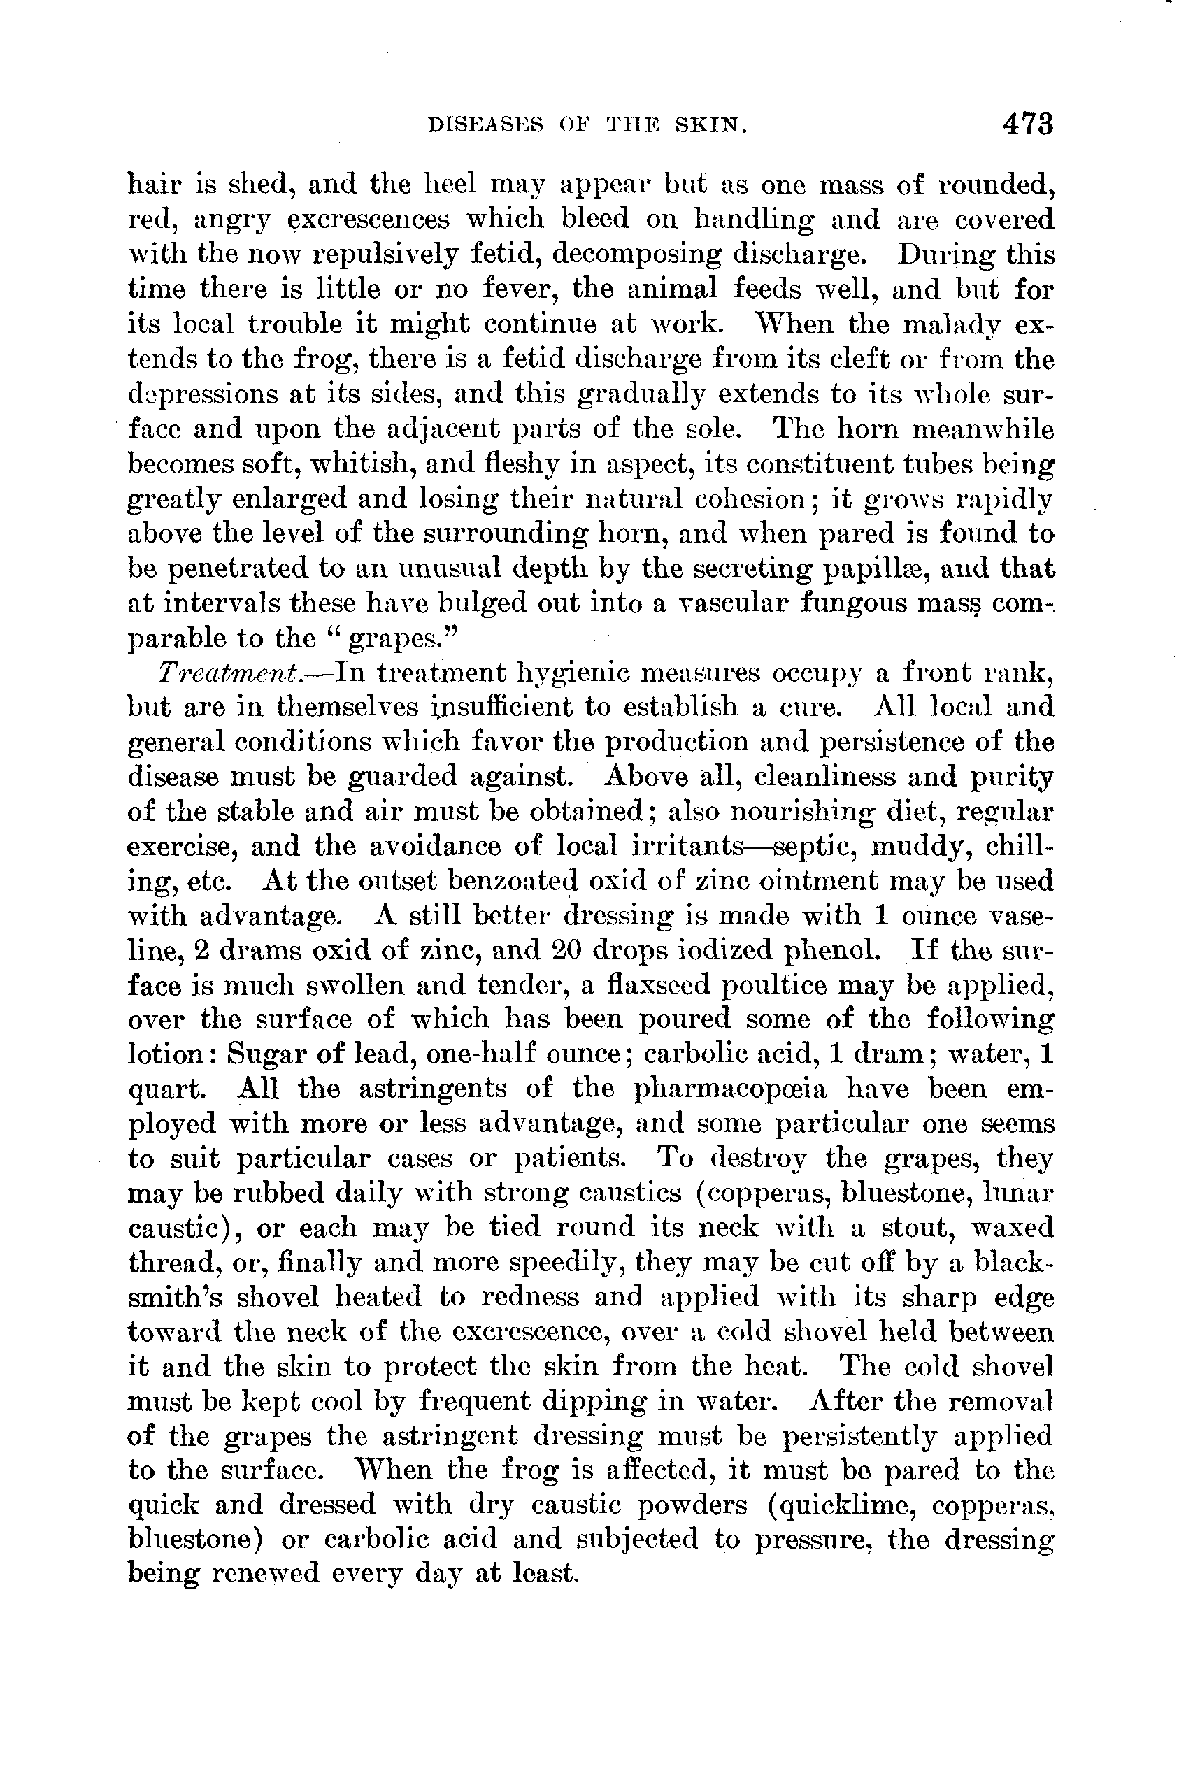 DISEASES OF THE SKIN. 473
hair is shed, and the heel may appear but as one mass of rounded,
red, angry excrescences which bleed on handling and are covered
with the now repulsively fetid, decomposing discharge. During this
time there is little or no fever, the animal feeds well, and but for
its local trouble it might continue at work. When the malady ex-
tends to the frog, there is a fetid discharge from its cleft or from the
depressions at its sides, and this gradually extends to its whole sur-
face and upon the adjacent parts of the sole. The horn meanwhile
becomes soft, whitish, and fleshy in aspect, its constituent tubes being
greatly enlarged and losing their natural cohesion; it grows rapidly
above the level of the surrounding horn, and when pared is found to
be penetrated to an unusual depth by the secreting papillæ, and that
at intervals these have bulged out into a vascular fungous mass com-
parable to the “grapes.”
Treatment.—In treatment hygienic measures occupy a front rank,
but are in themselves insufficient to establish a cure. All local and
general conditions which favor the production and persistence of the
disease must be guarded against. Above all, cleanliness and purity
of the stable and air must be obtained; also nourishing diet, regular
exercise, and the avoidance of local irritants—septic, muddy, chill-
ing, etc. At the outset benzoated oxid of zinc ointment may be used
with advantage. A still better dressing is made with 1 ounce vase-
line, 2 drams oxid of zinc, and 20 drops iodized phenol. If the sur-
face is much swollen and tender, a flaxseed poultice may be applied,
over the surface of which has been poured some of the following
lotion: Sugar of lead, one-half ounce; carbolic acid, 1 dram; water, 1
quart. All the astringents of the pharmacopœia have been em-
ployed with more or less advantage, and some particular one seems
to suit particular cases or patients. To destroy the grapes, they
may be rubbed daily with strong caustics (copperas, bluestone, lunar
caustic), or each may be tied round its neck with a stout, waxed
thread, or, finally and more speedily, they may be cut off by a black-
smith's shovel heated to redness and applied with its sharp edge
toward the neck of the excrescence, over a cold shovel held between
it and the skin to protect the skin from the heat. The cold shovel
must be kept cool by frequent dipping in water. After the removal
of the grapes the astringent dressing must be persistently applied
to the surface. When the frog is affected, it must be pared to the
quick and dressed with dry caustic powders (quicklime, copperas,
bluestone) or carbolic acid and subjected to pressure, the dressing
being renewed every day at least.